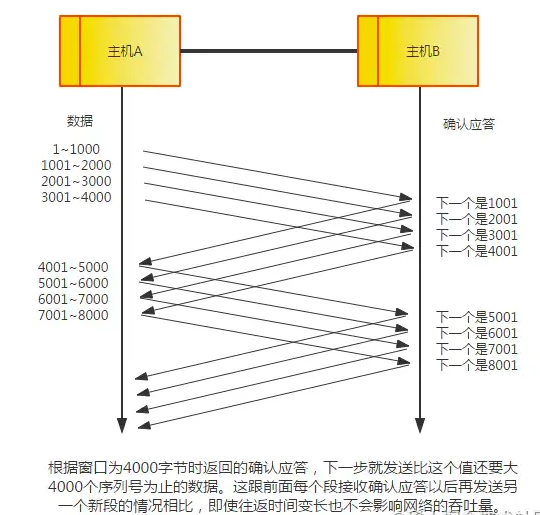 主机A
主机B
数据
确认应答
1~1000
1001~2000
2001~3000
3001~4000
下一个是1001
下一个是2001
下一个是3001
下一个是4001
4001~5000
5001~6000
6001~7000
7001~8000
下一个是5001
下一个是6001
下一个是7001
下一个是8001
根据窗口为4000字节时返回的确认应答，下一步就发送比这个值还要大
4000个序列号为止的数据。这跟前面每个段接收确认应答以后再发送另
一个新段的情况相比，即使往返时间变长也不会影响网络的吞吐量。